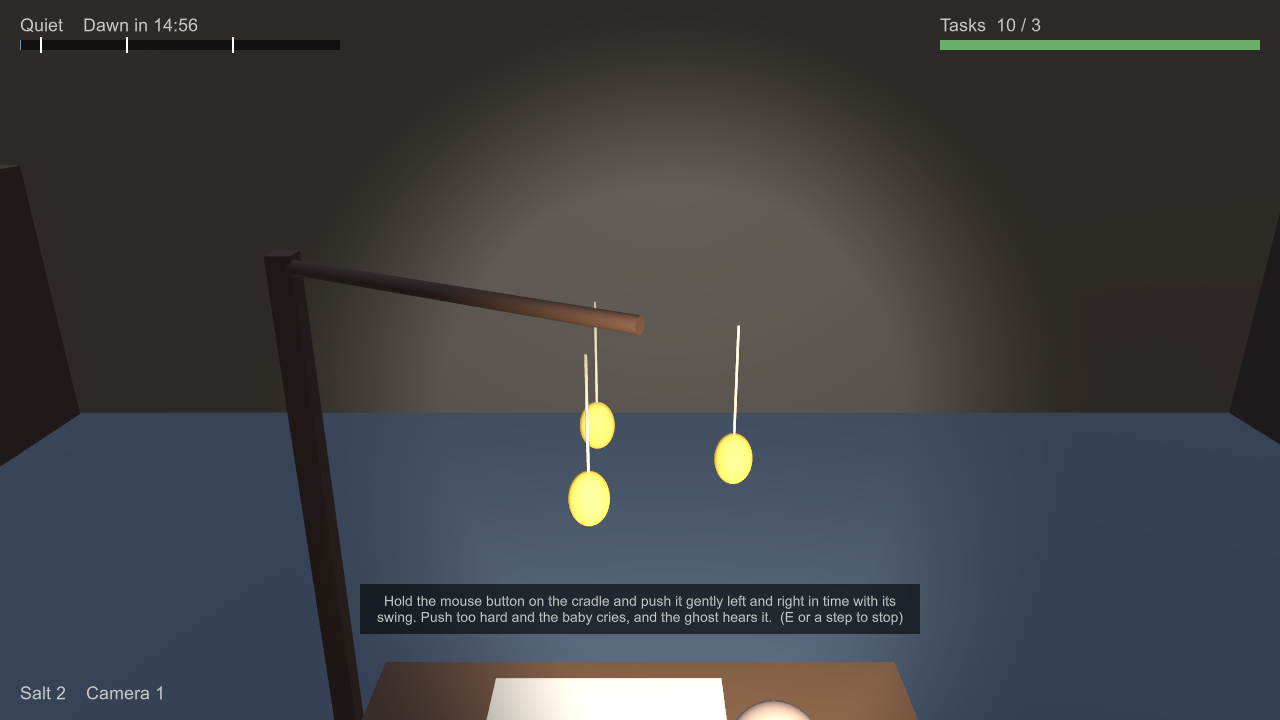 Quiet    Dawn in 14:56
Tasks  10 / 3
Hold the mouse button on the cradle and push it gently left and right in time with its
swing. Push too hard and the baby cries, and the ghost hears it.  (E or a step to stop)
Salt 2    Camera 1